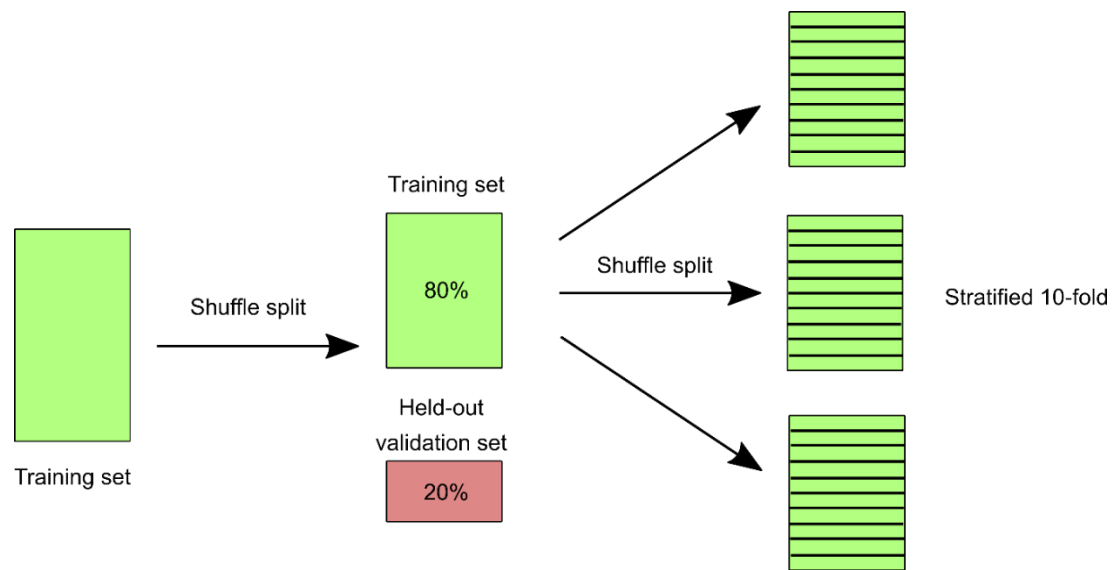 Training set
Shuffle split
Training set
80%
Held-out
validation set
20%
Shuffle split
Stratified 10-fold